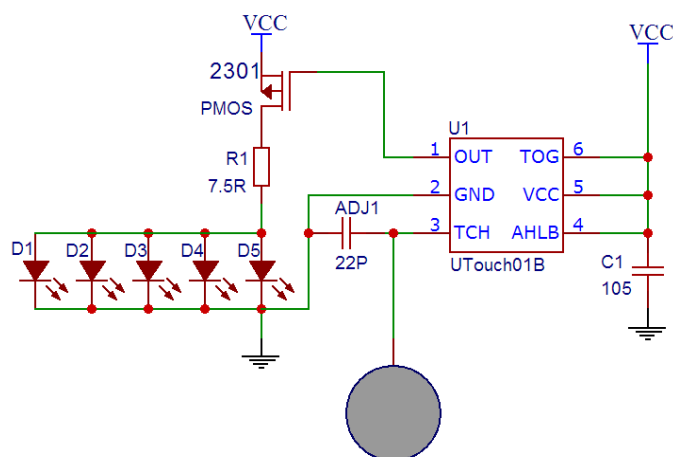 VCC
VCC
2301
PMOS
R1
7.5R
U1
1 OUT TOG 6
2 GND VCC 5
3 TCH AHLB 4
UTouch01B
ADJ1
22P
D1 D2 D3 D4 D5
C1
105